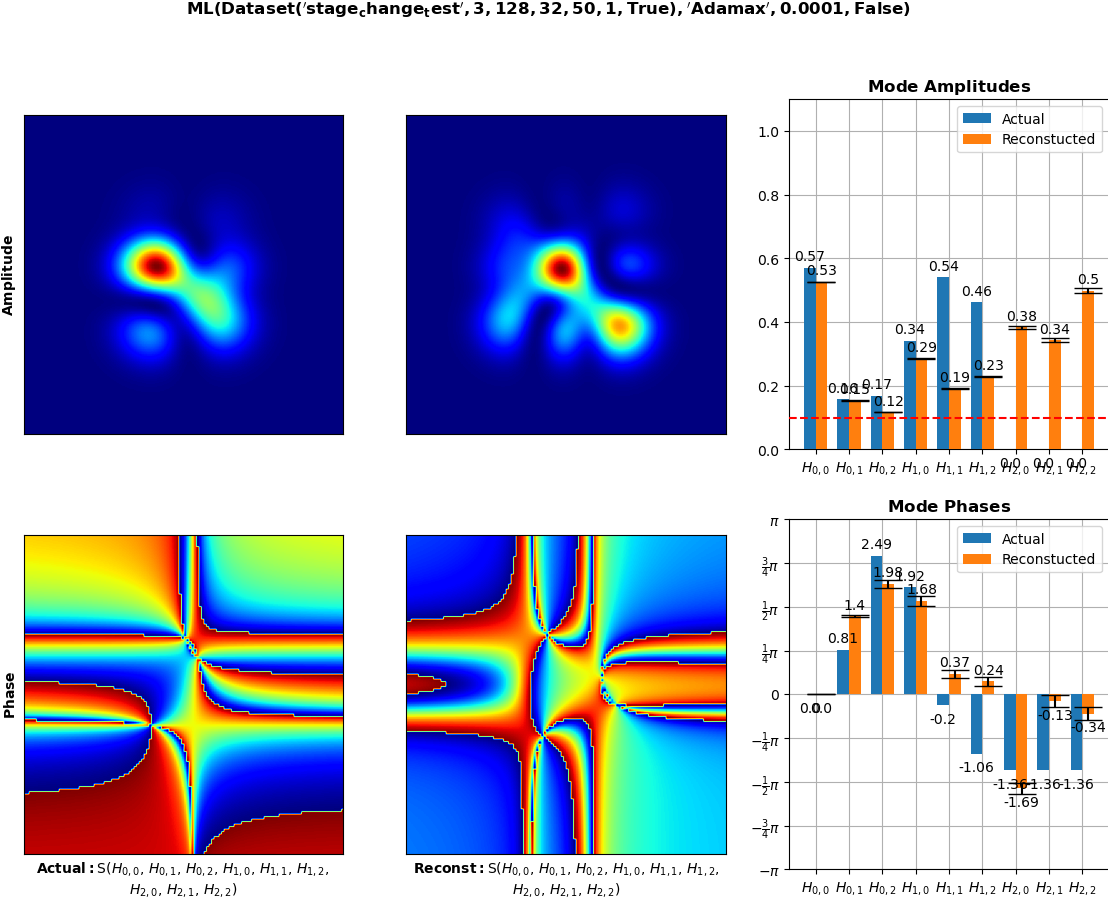 ML(Dataset('stage_change_test', 3, 128, 32, 50, 1, True), 'Adamax', 0.0001, False)
Amplitude
Mode Amplitudes
Actual
Reconstucted
1.0
0.8
0.6
0.4
0.2
0.0
0.57
0.53
0.16
0.15
0.17
0.12
0.34
0.29
0.54
0.19
0.46
0.23
0.0
0.38
0.0
0.34
0.0
0.5
H0,0 H0,1 H0,2 H1,0 H1,1 H1,2 H2,0 H2,1 H2,2
Phase
Mode Phases
Actual
Reconstucted
π
3/4π
1/2π
1/4π
0
−1/4π
−1/2π
−3/4π
−π
0.0
0.0
0.81
1.4
2.49
1.98
1.92
1.68
-0.2
0.37
-1.06
0.24
-1.36
-1.69
-1.36
-0.13
-1.36
-0.34
H0,0 H0,1 H0,2 H1,0 H1,1 H1,2 H2,0 H2,1 H2,2
Actual: S(H0,0, H0,1, H0,2, H1,0, H1,1, H1,2,
H2,0, H2,1, H2,2)
Reconst: S(H0,0, H0,1, H0,2, H1,0, H1,1, H1,2,
H2,0, H2,1, H2,2)